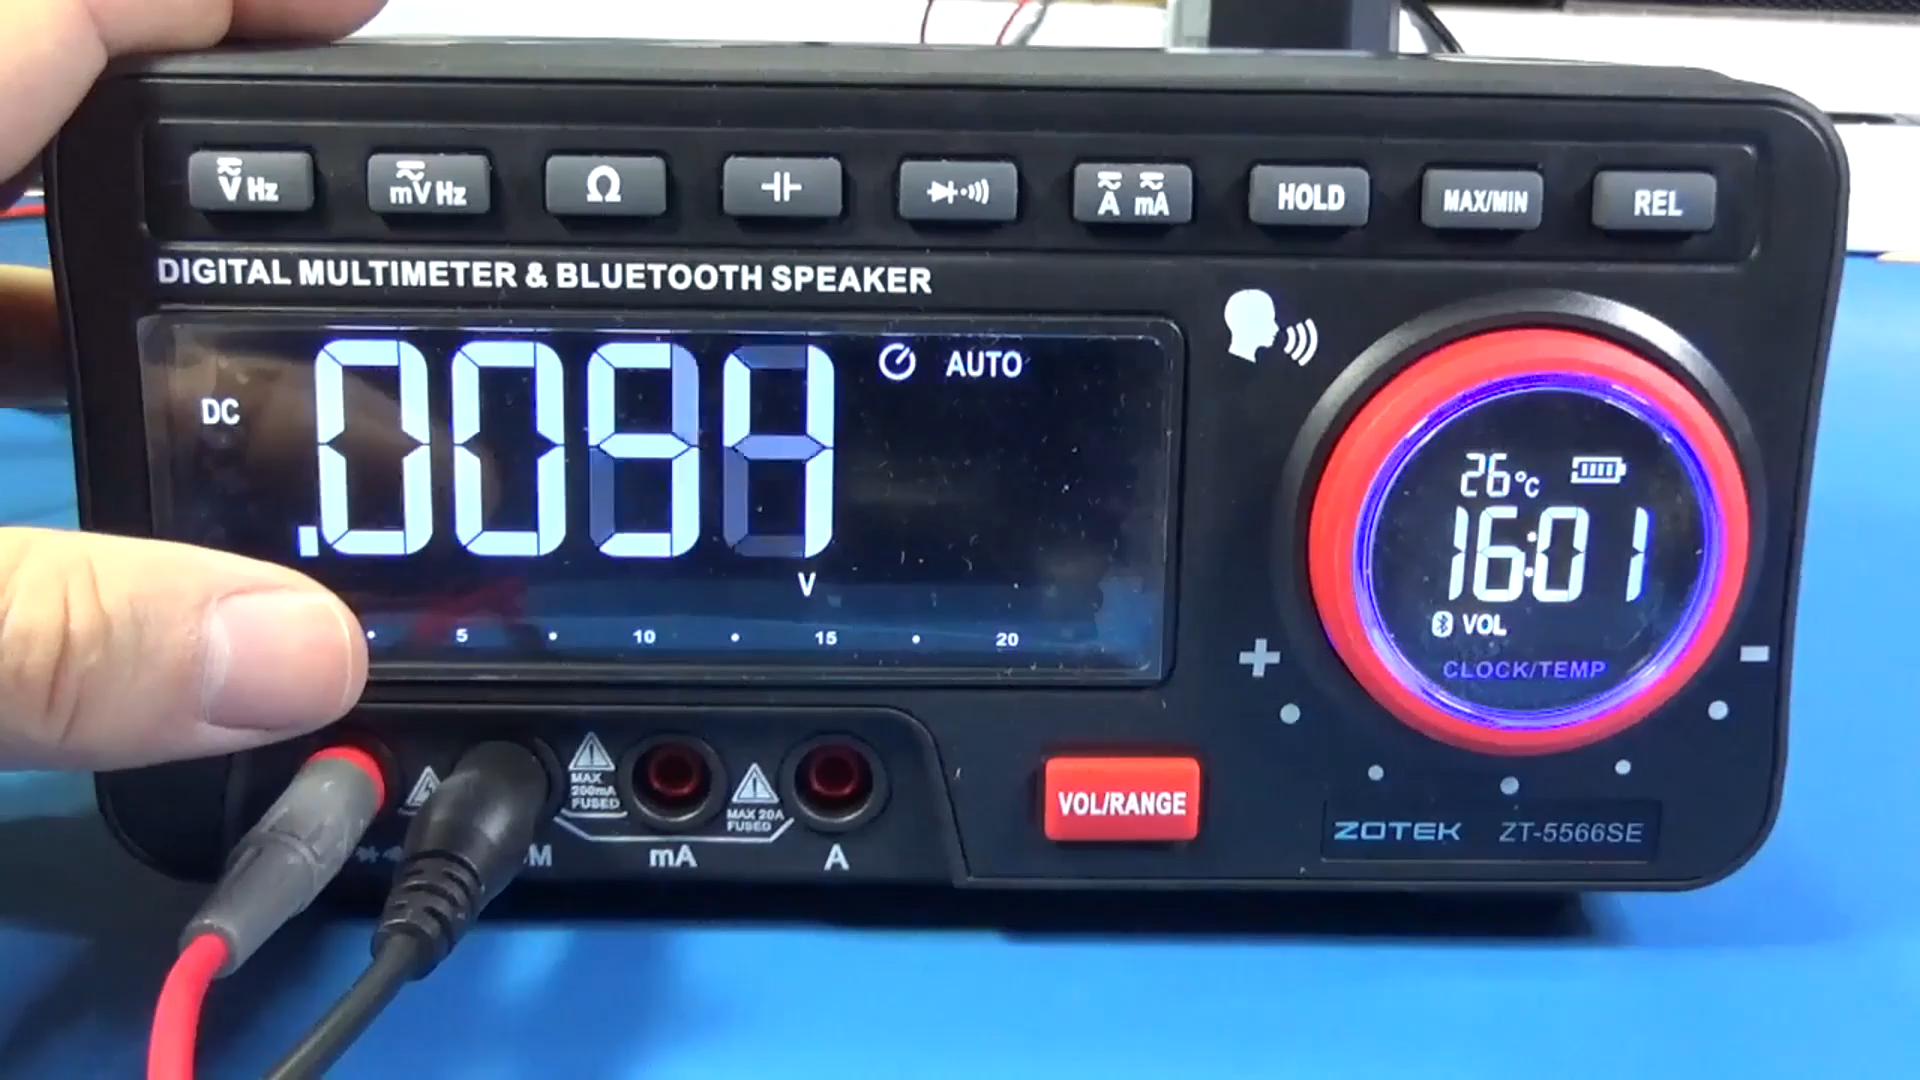 V Hz
mV Hz
Ω
A mA
HOLD
MAX/MIN
REL
DIGITAL MULTIMETER & BLUETOOTH SPEAKER
AUTO
DC
V
5 10 15 20
26°C
16:01
VOL
CLOCK/TEMP
+ -
MAX
200mA
FUSED
MAX 20A
FUSED
mA
A
VOL/RANGE
ZOTEK ZT-5566SE